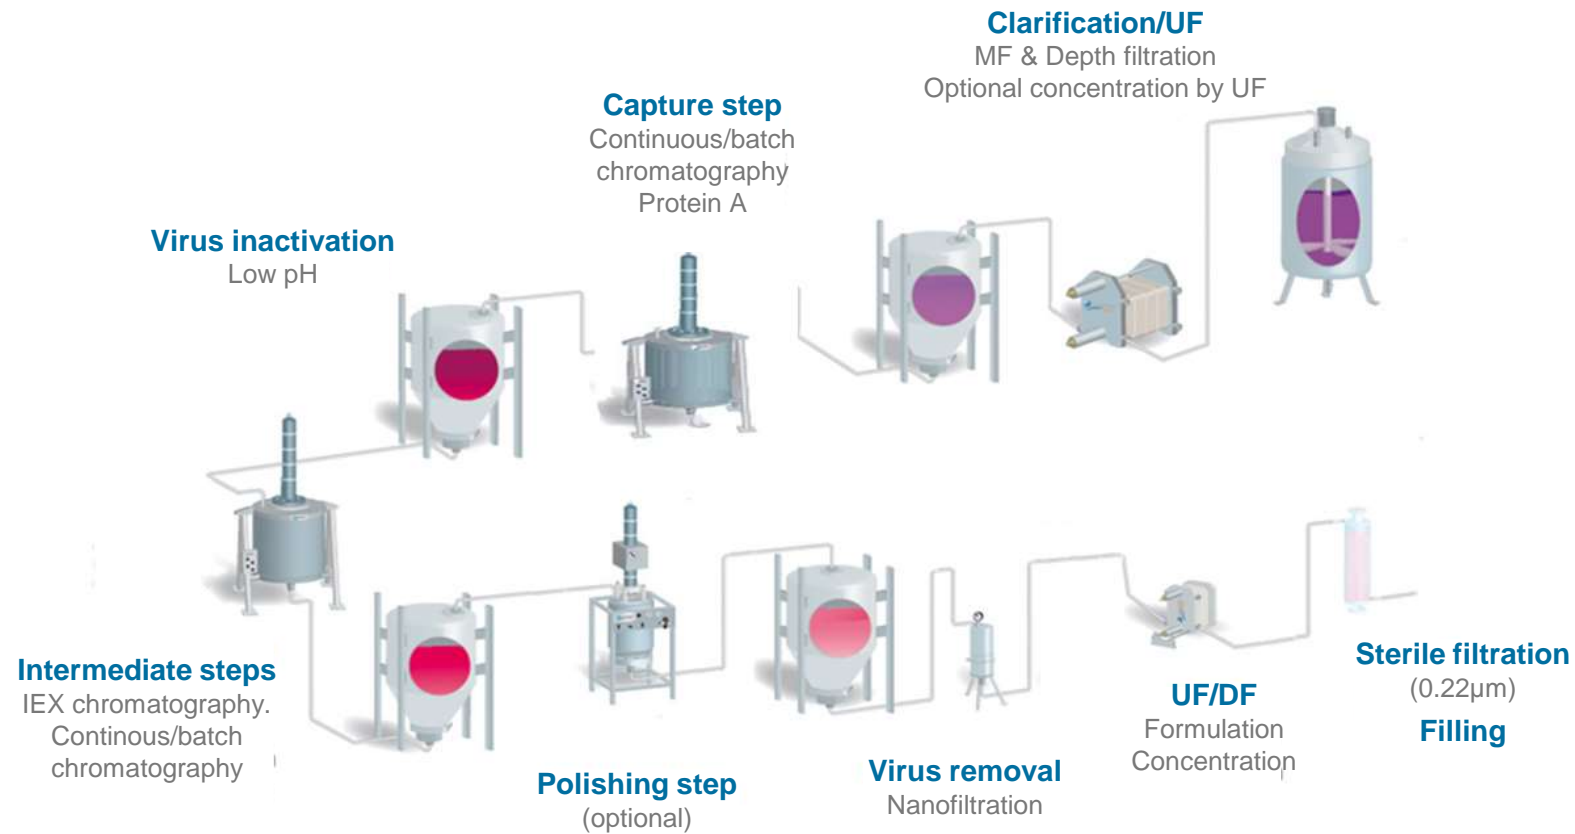 Clarification/UF
MF & Depth filtration
Optional concentration by UF
Capture step
Continuous/batch
chromatography
Protein A
Virus inactivation
Low pH
Intermediate steps
IEX chromatography.
Continous/batch
chromatography
Polishing step
(optional)
Virus removal
Nanofiltration
UF/DF
Formulation
Concentration
Sterile filtration
(0.22µm)
Filling